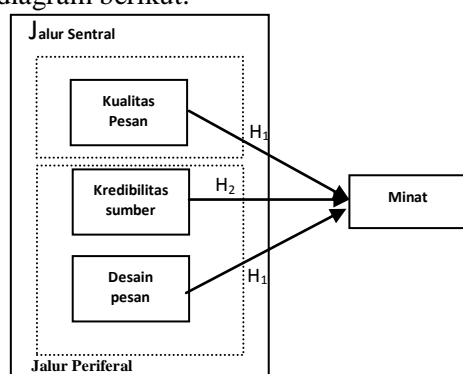 diagram berikut:
Jalur Sentral
Kualitas
Pesan
H1
Kredibilitas
sumber
H2
Minat
Desain
pesan
H1
Jalur Periferal